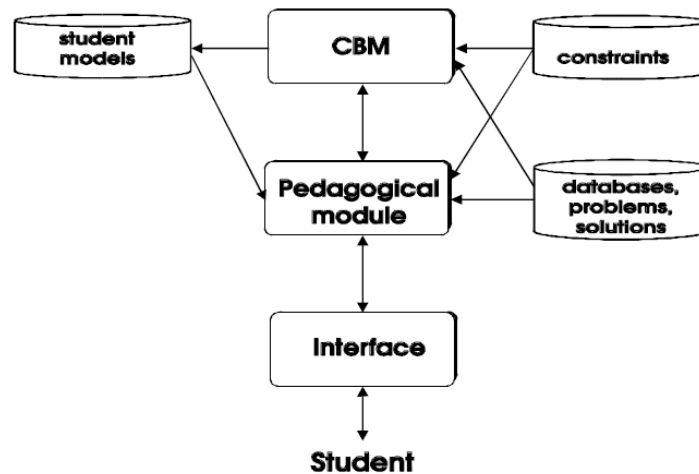 student
models
CBM
constraints
Pedagogical
module
databases,
problems,
solutions
Interface
Student